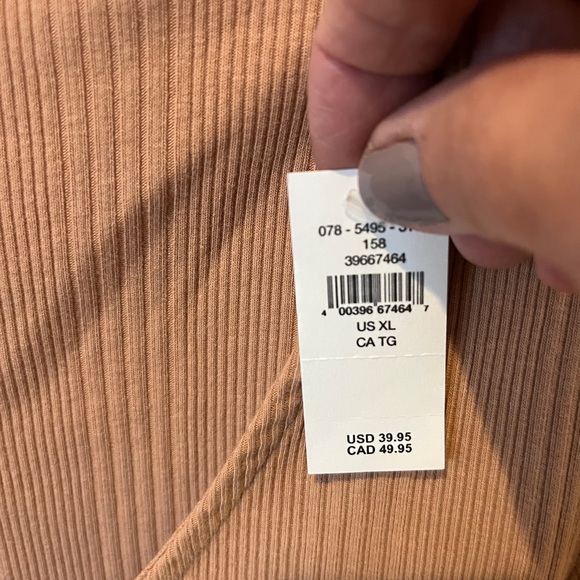 078 - 5495 -
158
39667464
4 00396 67464 7
US XL
CA TG
USD 39.95
CAD 49.95